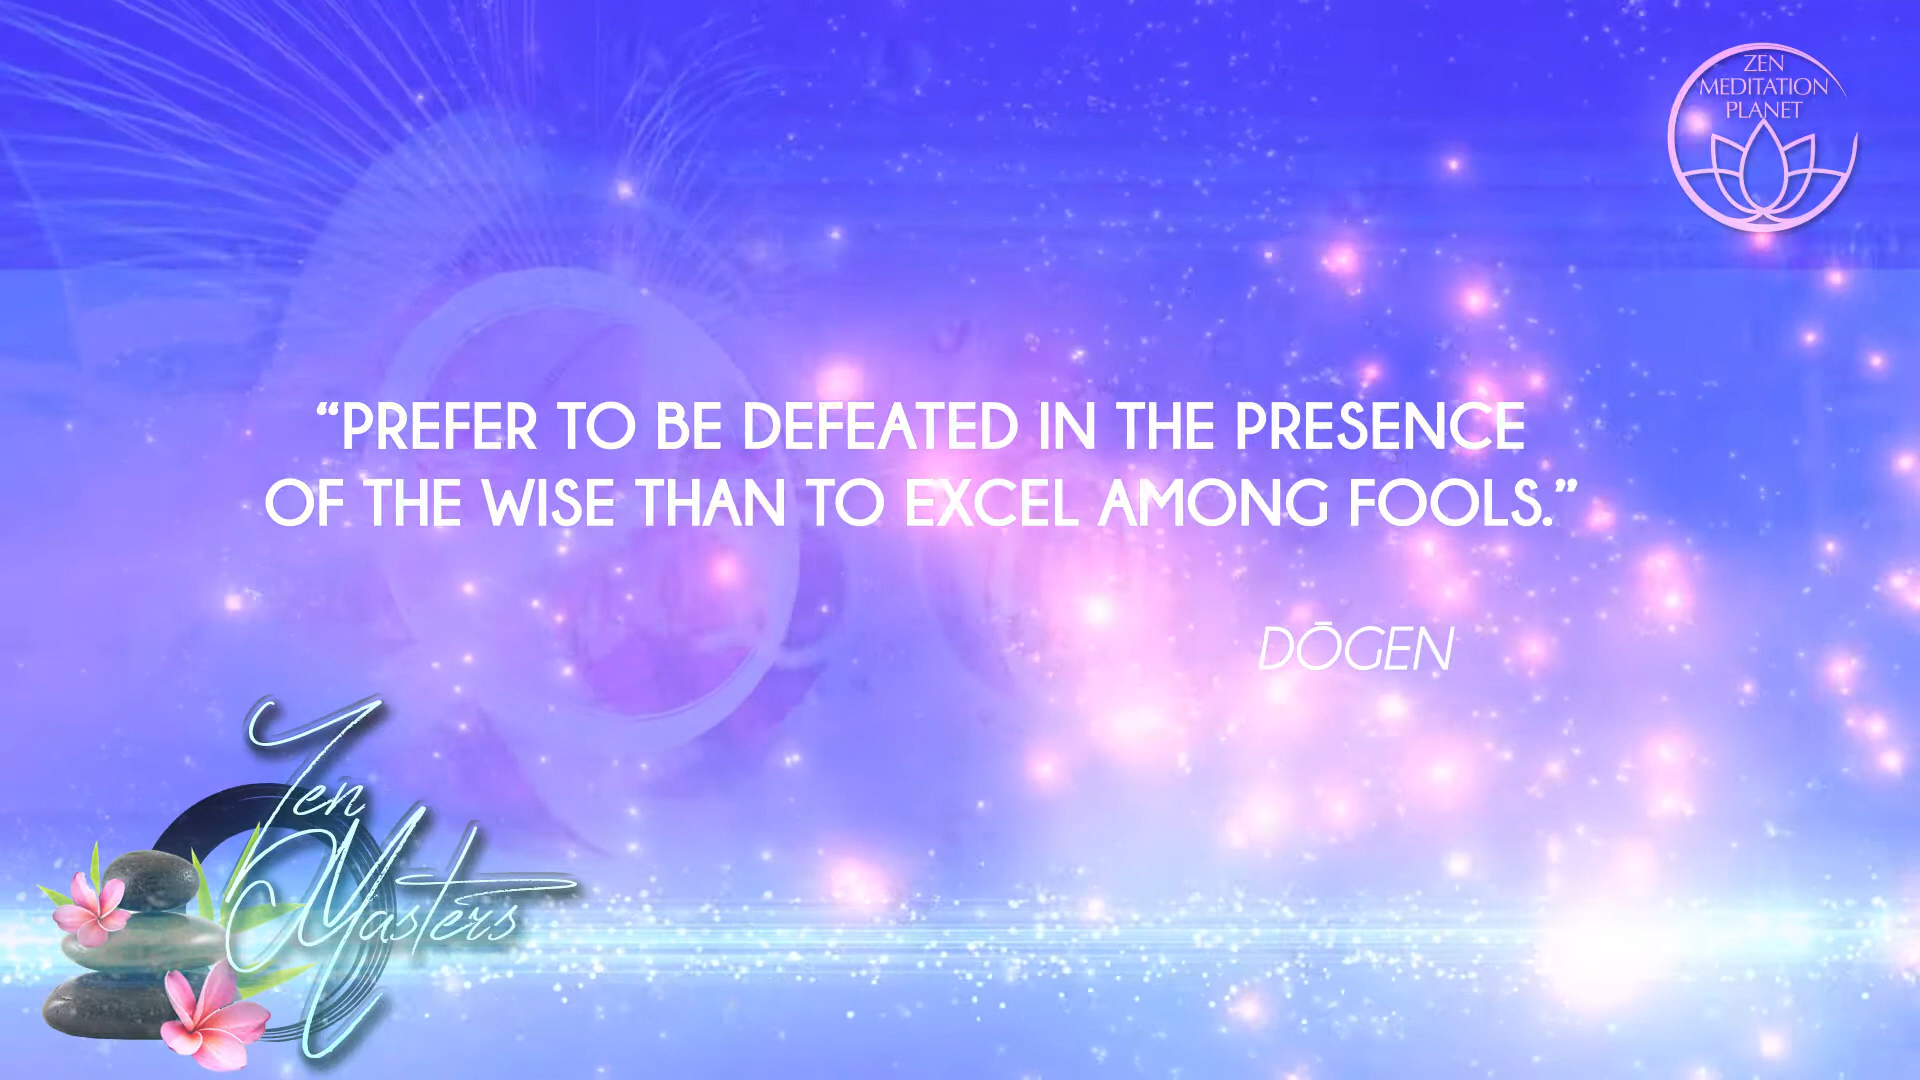 ZEN
MEDITATION
PLANET
“PREFER TO BE DEFEATED IN THE PRESENCE
OF THE WISE THAN TO EXCEL AMONG FOOLS.”
DŌGEN
Zen
Masters